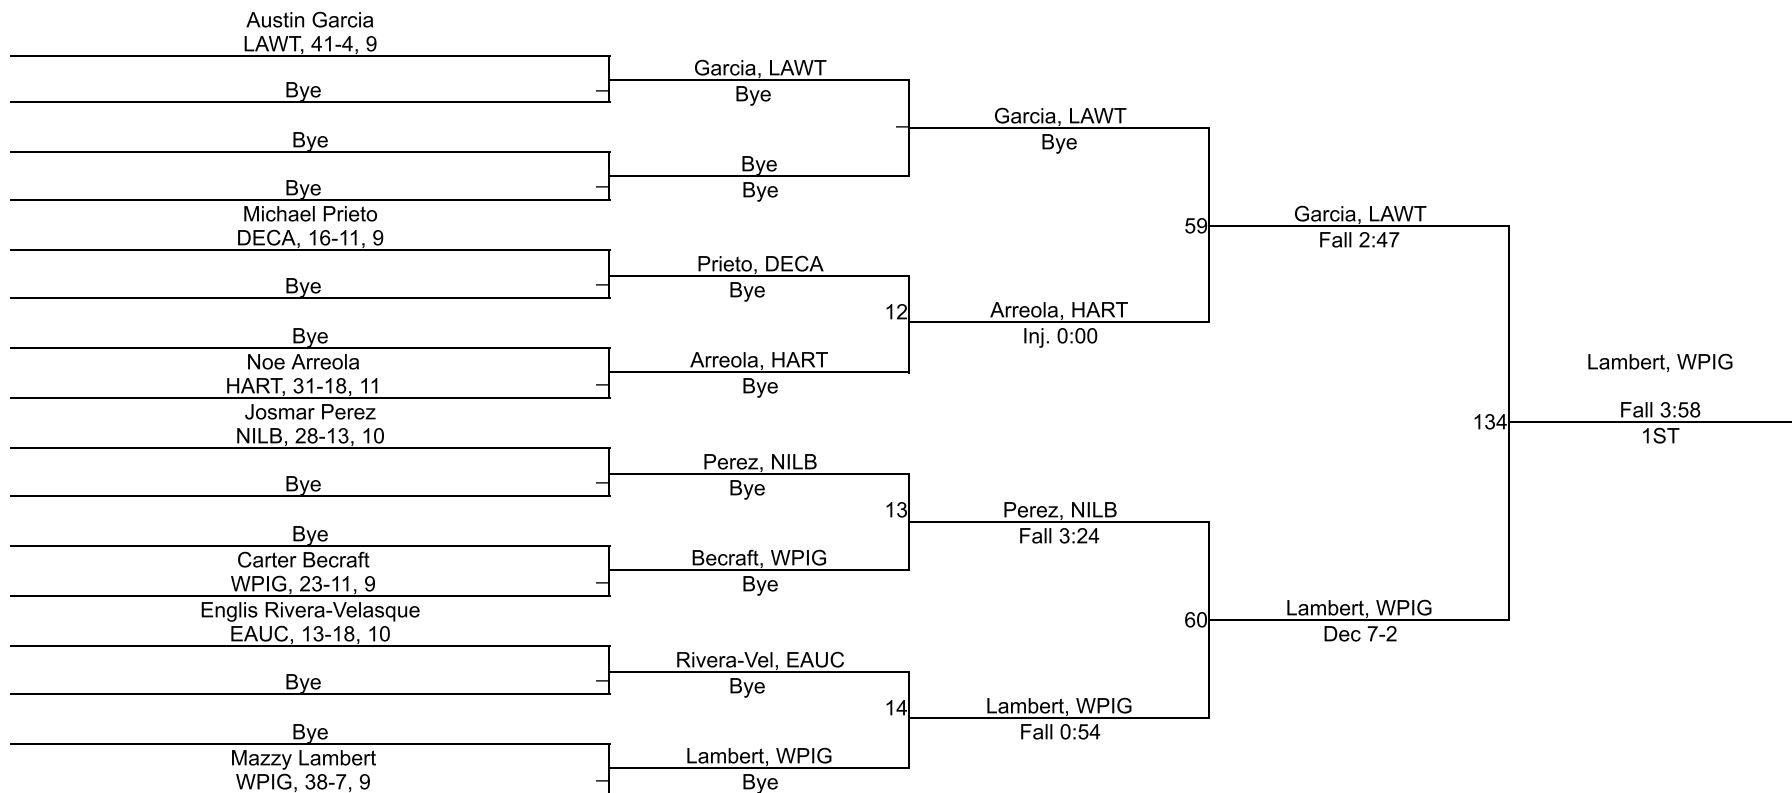 Austin Garcia
LAWT, 41-4, 9
Bye
Bye
Bye
Michael Prieto
DECA, 16-11, 9
Bye
Bye
Noe Arreola
HART, 31-18, 11
Josmar Perez
NILB, 28-13, 10
Bye
Bye
Carter Becraft
WPIG, 23-11, 9
Englis Rivera-Velasque
EAUC, 13-18, 10
Bye
Bye
Mazzy Lambert
WPIG, 38-7, 9
Garcia, LAWT
Bye
Bye
Bye
Prieto, DECA
Bye
12
Arreola, HART
Bye
Perez, NILB
Bye
13
Becraft, WPIG
Bye
Rivera-Vel, EAUC
Bye
14
Lambert, WPIG
Bye
Garcia, LAWT
Bye
59
Arreola, HART
Inj. 0:00
Perez, NILB
Fall 3:24
60
Lambert, WPIG
Fall 0:54
Garcia, LAWT
Fall 2:47
134
Lambert, WPIG
Dec 7-2
Lambert, WPIG
Fall 3:58
1ST